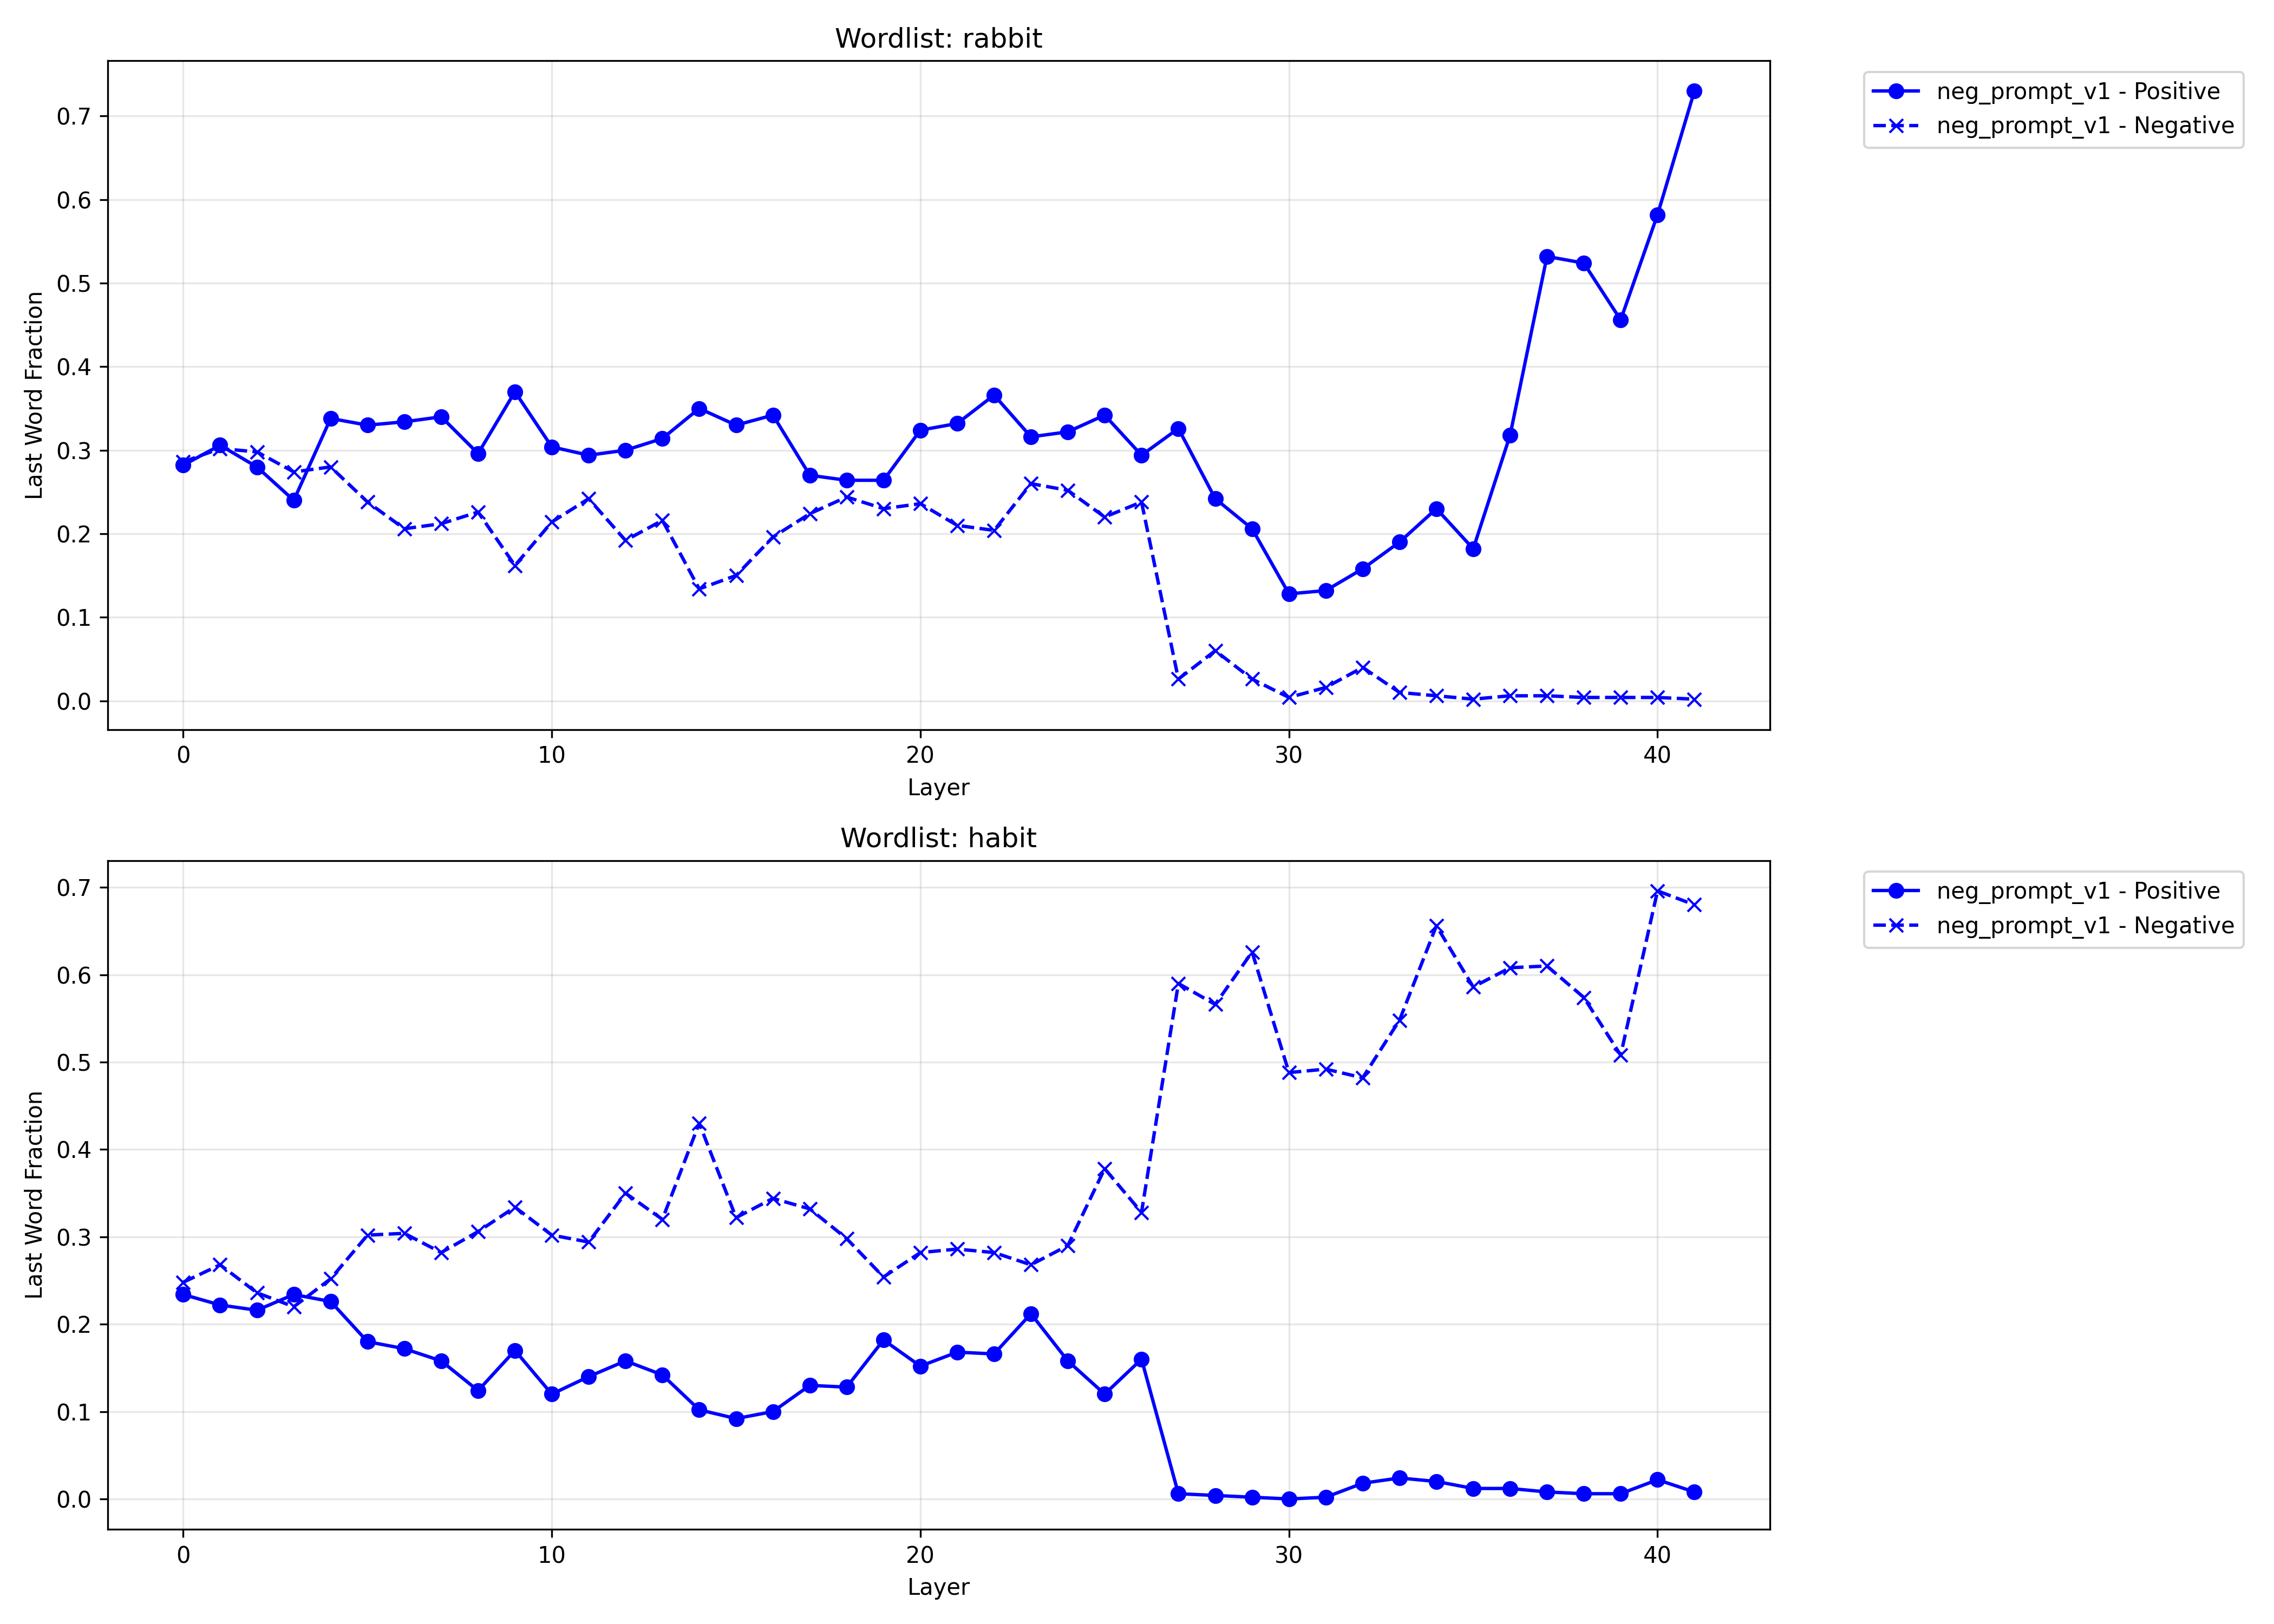 Wordlist: rabbit
neg_prompt_v1 - Positive
neg_prompt_v1 - Negative
Last Word Fraction
0.7
0.6
0.5
0.4
0.3
0.2
0.1
0.0
0 10 20 30 40
Layer
Wordlist: habit
neg_prompt_v1 - Positive
neg_prompt_v1 - Negative
Last Word Fraction
0.7
0.6
0.5
0.4
0.3
0.2
0.1
0.0
0 10 20 30 40
Layer